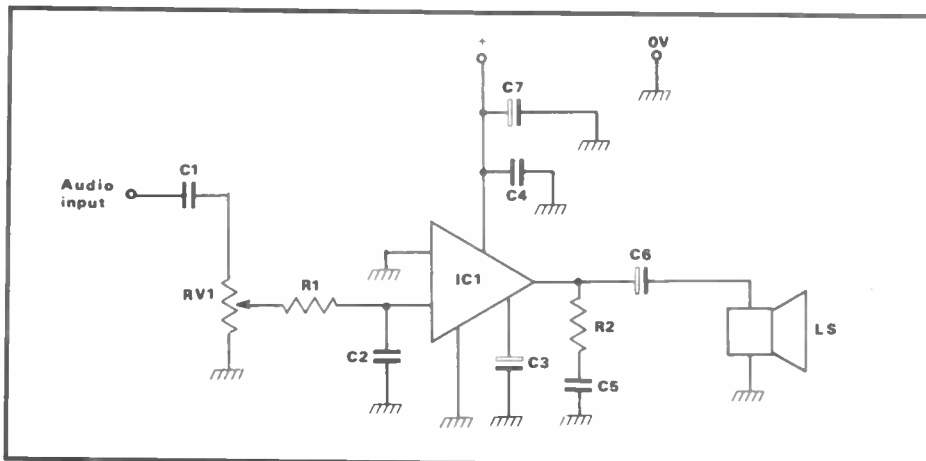 +
0V
C7
C1
Audio
input
C4
C6
IC1
R1
RV1
R2
LS
C2
C3
C5